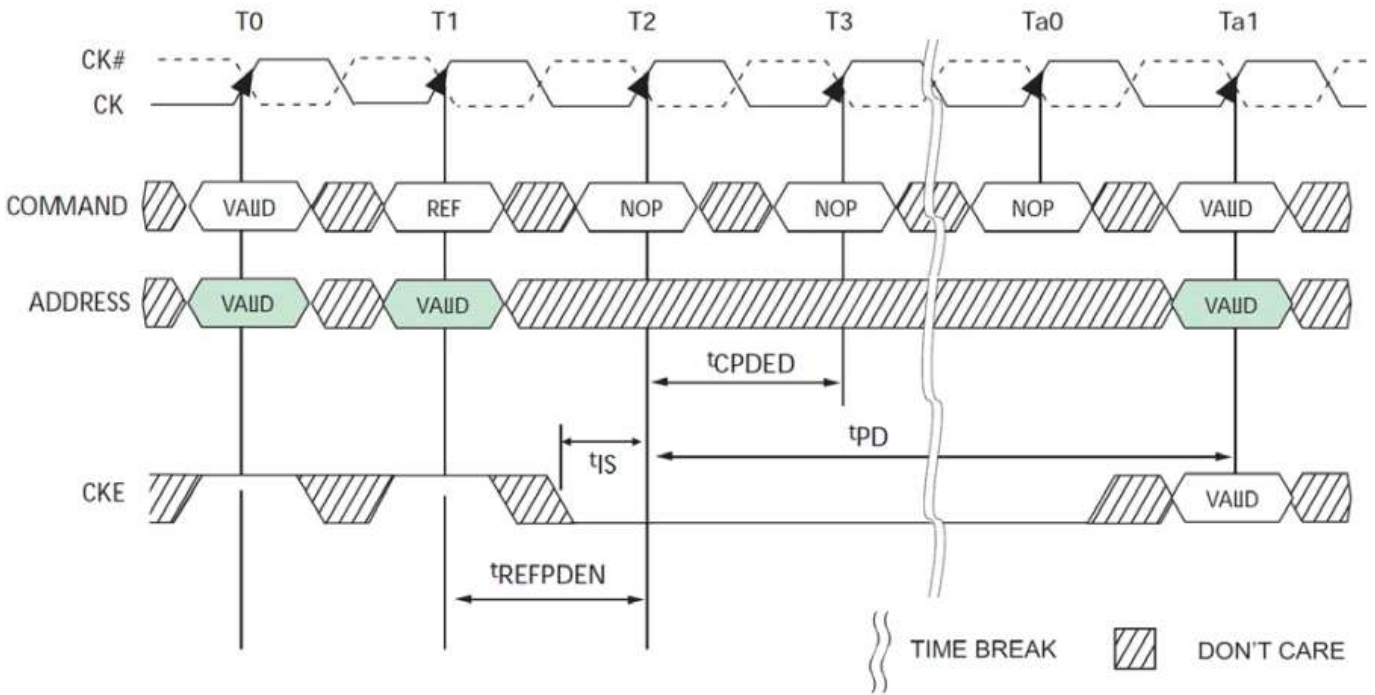 T0 T1 T2 T3 Ta0 Ta1
CK#
CK
COMMAND VALID REF NOP NOP NOP VALID
ADDRESS VALID VALID VALID
tCPDED
tPD
tIS
CKE VALID
tREFPDEN
TIME BREAK DON'T CARE